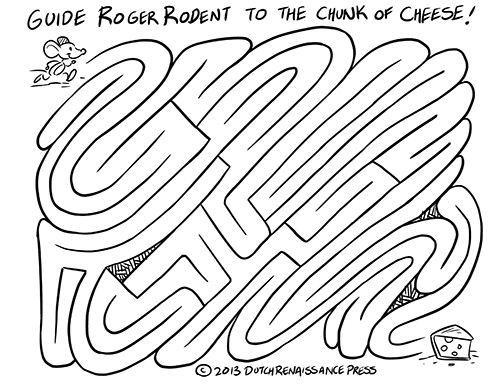 GUIDE ROGER RODENT TO THE CHUNK OF CHEESE!
© 2013 DUTCH RENAISSANCE PRESS